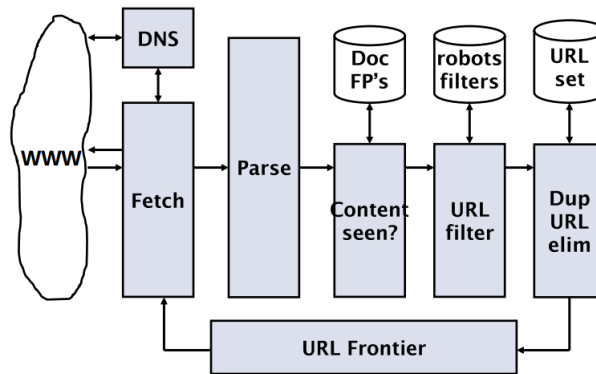 DNS
Doc
FP's
robots
filters
URL
set
WWW
Fetch
Parse
Content
seen?
URL
filter
Dup
URL
elim
URL Frontier